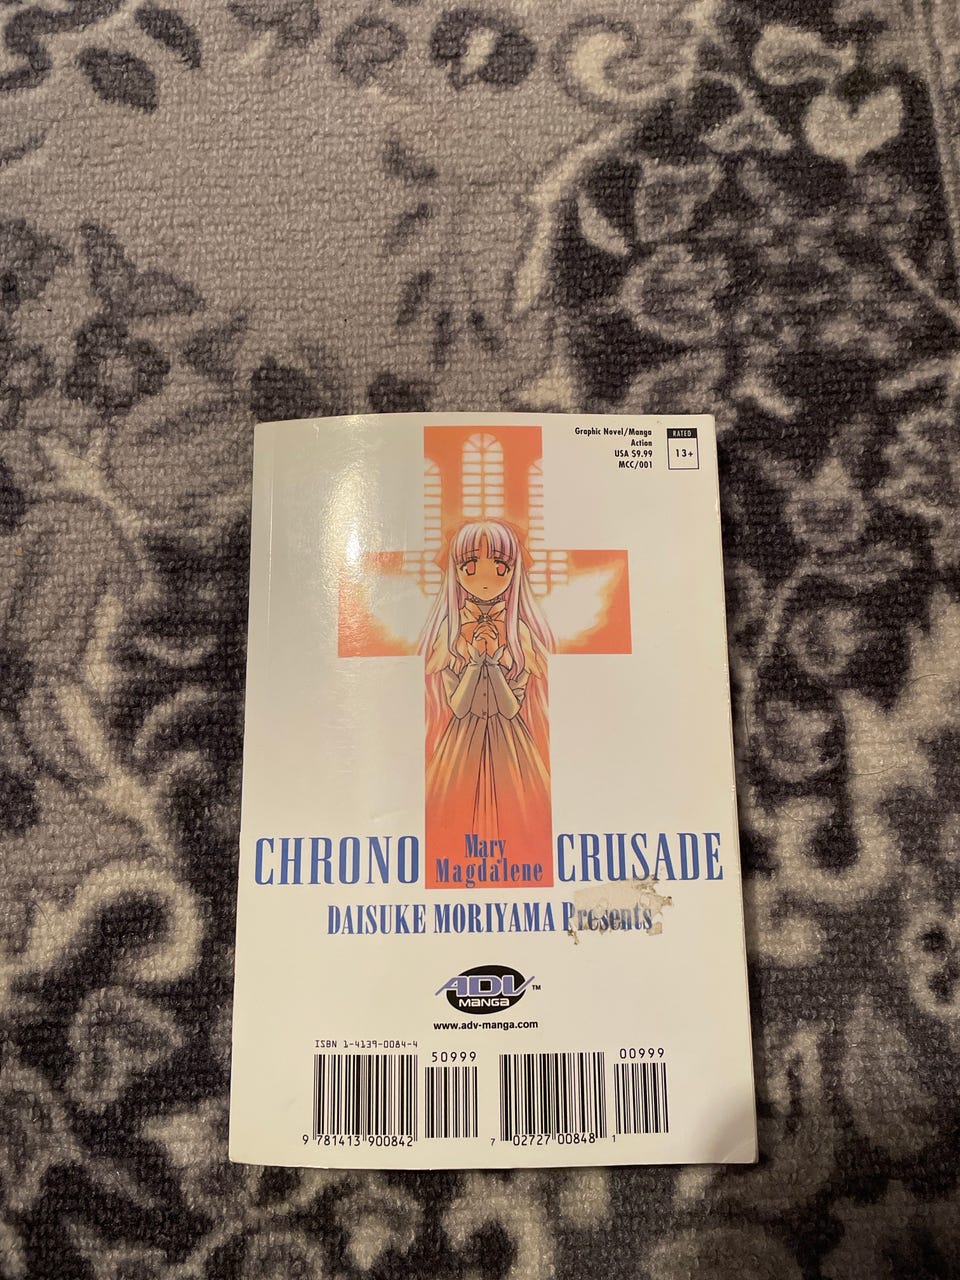 Graphic Novel/Manga
Action
USA $9.99
MCC/001
RATED
13+
CHRONO Mary Magdalene CRUSADE
DAISUKE MORIYAMA Presents
ADV™
MANGA
www.adv-manga.com
ISBN 1-4139-0084-4
50999
00999
9 781413 900842
7 02727 00848 1